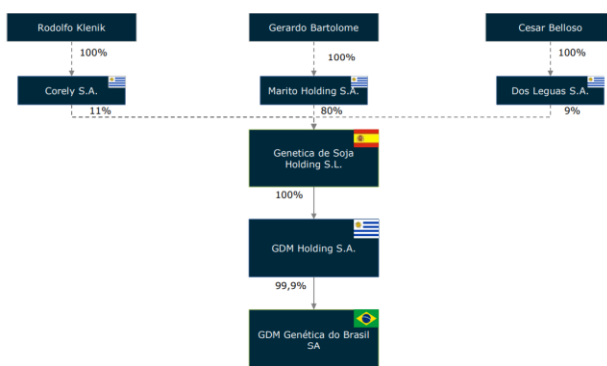 Rodolfo Klenik
Gerardo Bartolome
Cesar Belloso
100%
100%
100%
Corely S.A.
Marito Holding S.A.
Dos Leguas S.A.
11%
80%
9%
Genetica de Soja
Holding S.L.
100%
GDM Holding S.A.
99,9%
GDM Genética do Brasil
SA